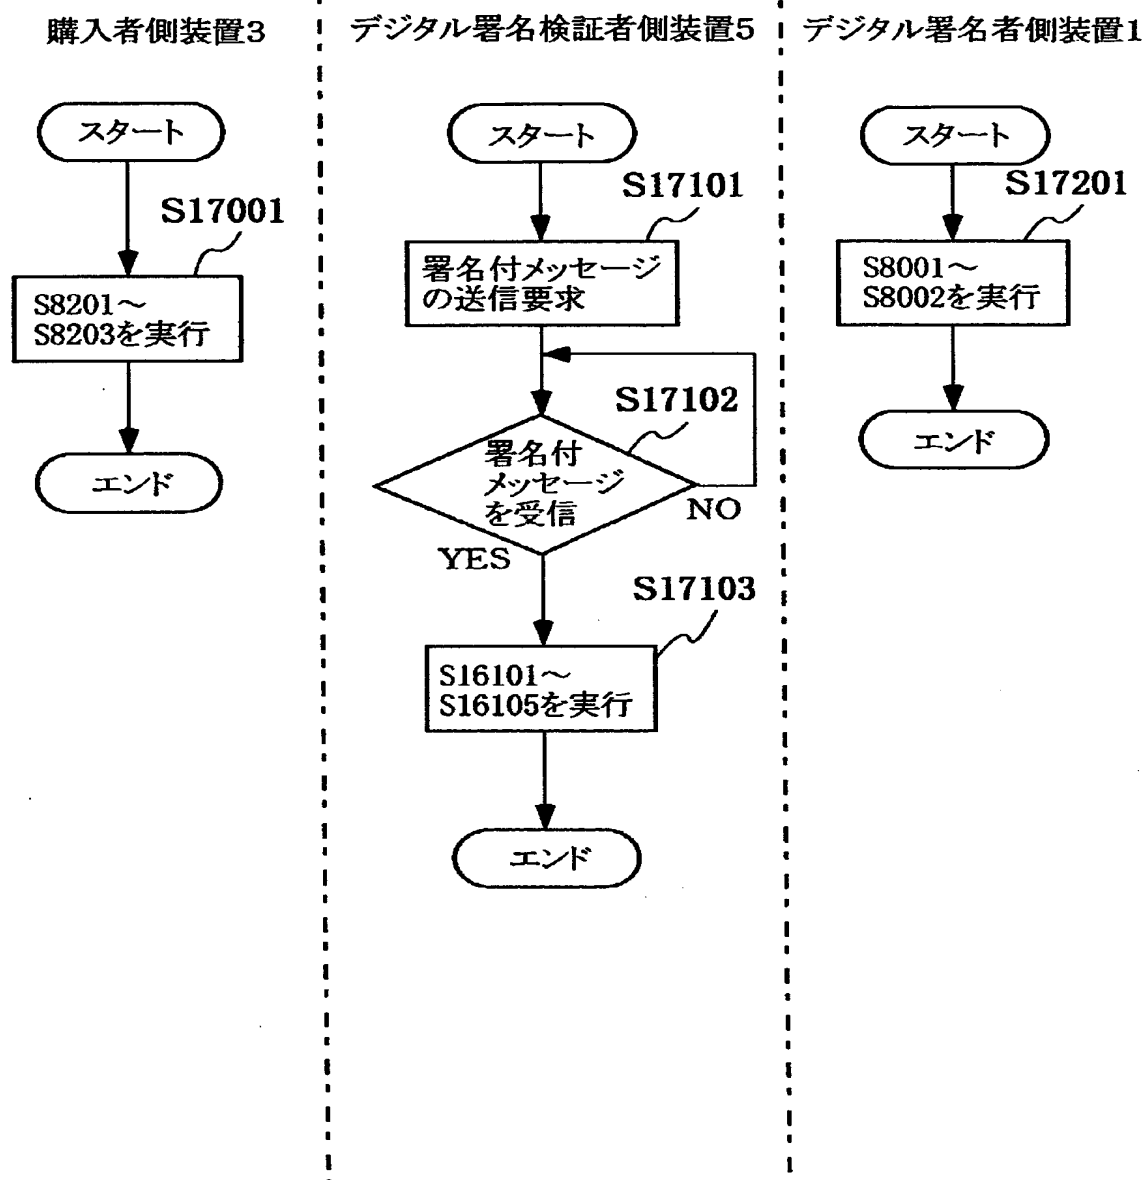 購入者側装置3
スタート
S17001
S8201～
S8203を実行
エンド
デジタル署名検証者側装置5
スタート
S17101
署名付メッセージ
の送信要求
S17102
署名付
メッセージ
を受信
NO
YES
S17103
S16101～
S16105を実行
エンド
デジタル署名者側装置1
スタート
S17201
S8001～
S8002を実行
エンド